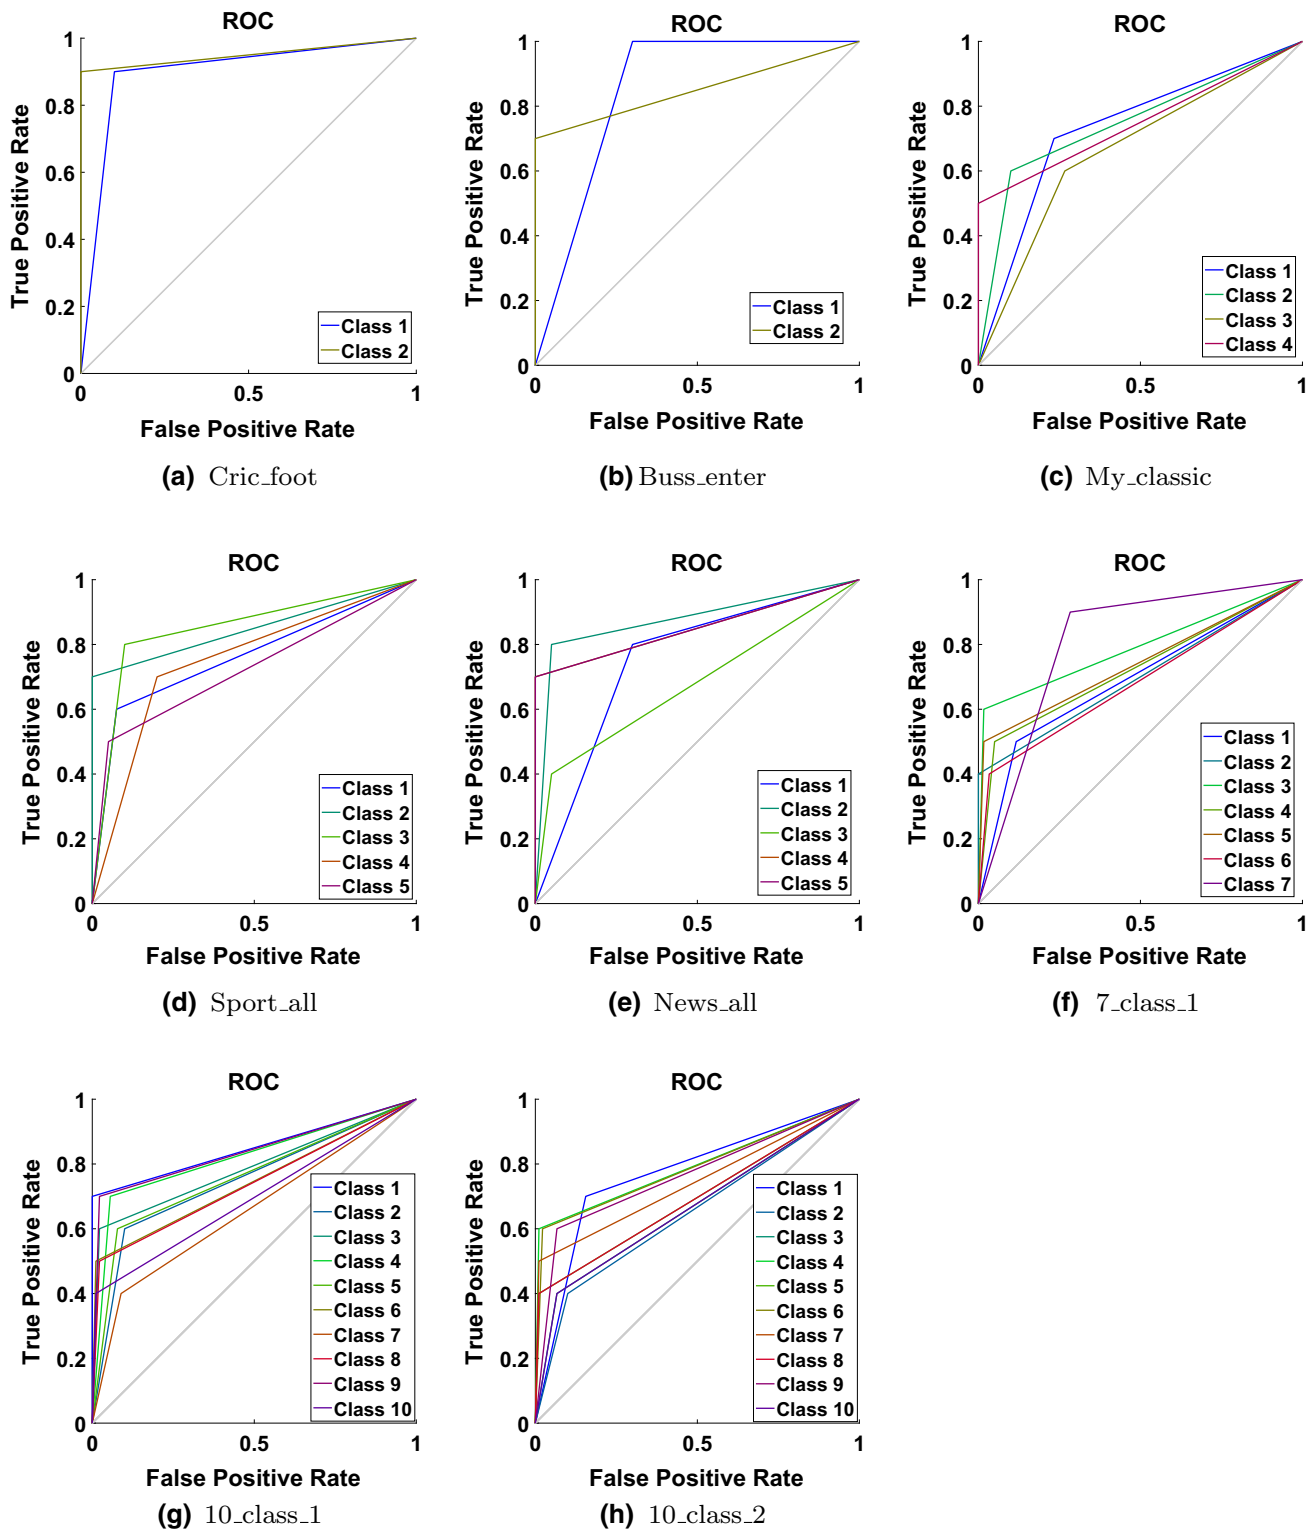 ROC
True Positive Rate
1
0.8
0.6
0.4
0.2
0
0
0.5
1
False Positive Rate
Class 1
Class 2
(a) Cric_foot
ROC
True Positive Rate
1
0.8
0.6
0.4
0.2
0
0
0.5
1
False Positive Rate
Class 1
Class 2
(b) Buss_enter
ROC
True Positive Rate
1
0.8
0.6
0.4
0.2
0
0
0.5
1
False Positive Rate
Class 1
Class 2
Class 3
Class 4
(c) My_classic
ROC
True Positive Rate
1
0.8
0.6
0.4
0.2
0
0
0.5
1
False Positive Rate
Class 1
Class 2
Class 3
Class 4
Class 5
(d) Sport_all
ROC
True Positive Rate
1
0.8
0.6
0.4
0.2
0
0
0.5
1
False Positive Rate
Class 1
Class 2
Class 3
Class 4
Class 5
(e) News_all
ROC
True Positive Rate
1
0.8
0.6
0.4
0.2
0
0
0.5
1
False Positive Rate
Class 1
Class 2
Class 3
Class 4
Class 5
Class 6
Class 7
(f) 7_class_1
ROC
True Positive Rate
1
0.8
0.6
0.4
0.2
0
0
0.5
1
False Positive Rate
Class 1
Class 2
Class 3
Class 4
Class 5
Class 6
Class 7
Class 8
Class 9
Class 10
(g) 10_class_1
ROC
True Positive Rate
1
0.8
0.6
0.4
0.2
0
0
0.5
1
False Positive Rate
Class 1
Class 2
Class 3
Class 4
Class 5
Class 6
Class 7
Class 8
Class 9
Class 10
(h) 10_class_2